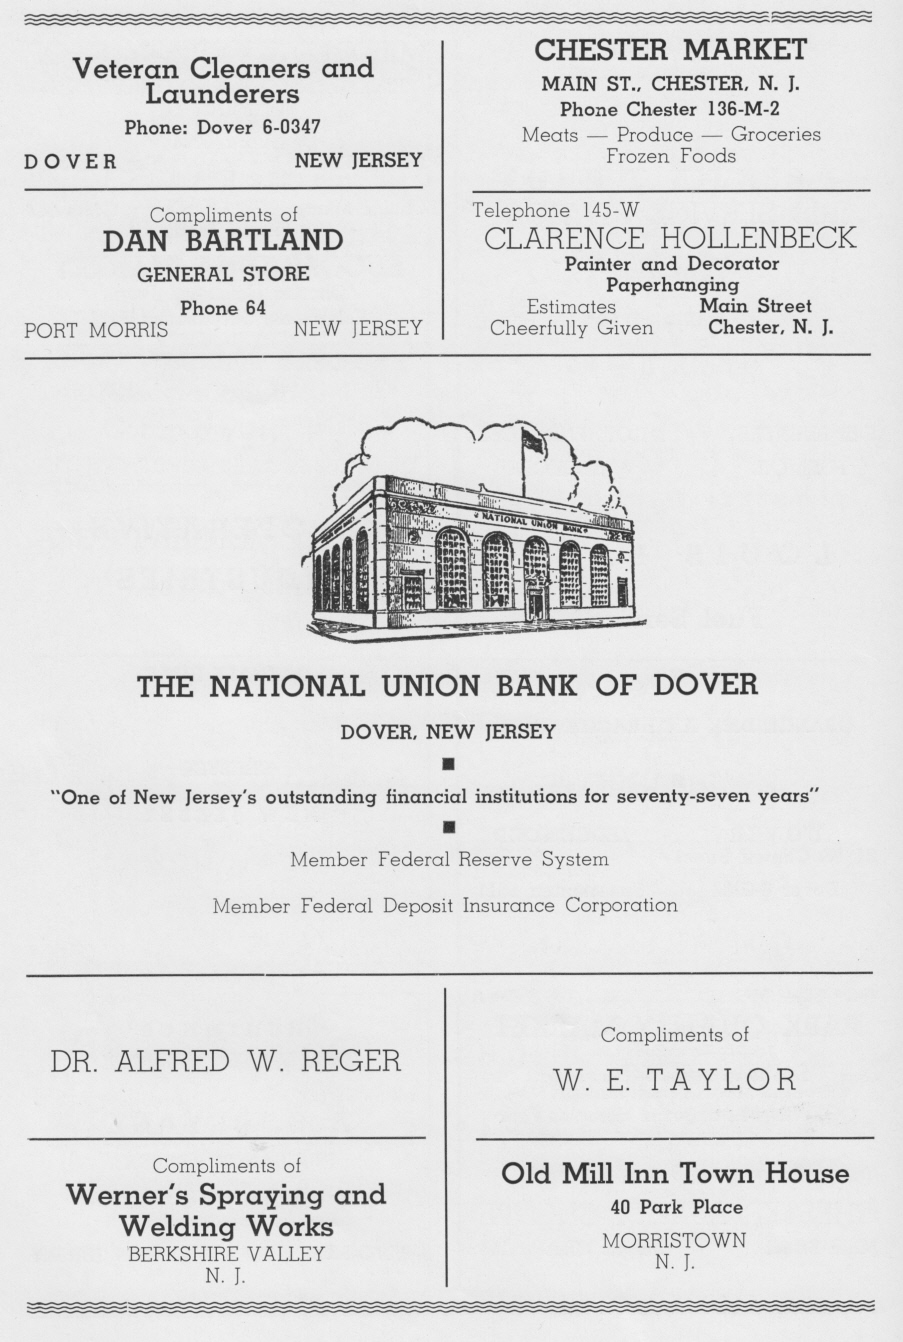 Veteran Cleaners and
Launderers
Phone: Dover 6-0347
DOVER NEW JERSEY
Compliments of
DAN BARTLAND
GENERAL STORE
Phone 64
PORT MORRIS NEW JERSEY
CHESTER MARKET
MAIN ST., CHESTER, N. J.
Phone Chester 136-M-2
Meats — Produce — Groceries
Frozen Foods
Telephone 145-W
CLARENCE HOLLENBECK
Painter and Decorator
Paperhanging
Estimates Main Street
Cheerfully Given Chester, N. J.
NATIONAL UNION BANK
THE NATIONAL UNION BANK OF DOVER
DOVER, NEW JERSEY
"One of New Jersey's outstanding financial institutions for seventy-seven years"
Member Federal Reserve System
Member Federal Deposit Insurance Corporation
DR. ALFRED W. REGER
Compliments of
W. E. TAYLOR
Compliments of
Werner's Spraying and
Welding Works
BERKSHIRE VALLEY
N. J.
Old Mill Inn Town House
40 Park Place
MORRISTOWN
N. J.